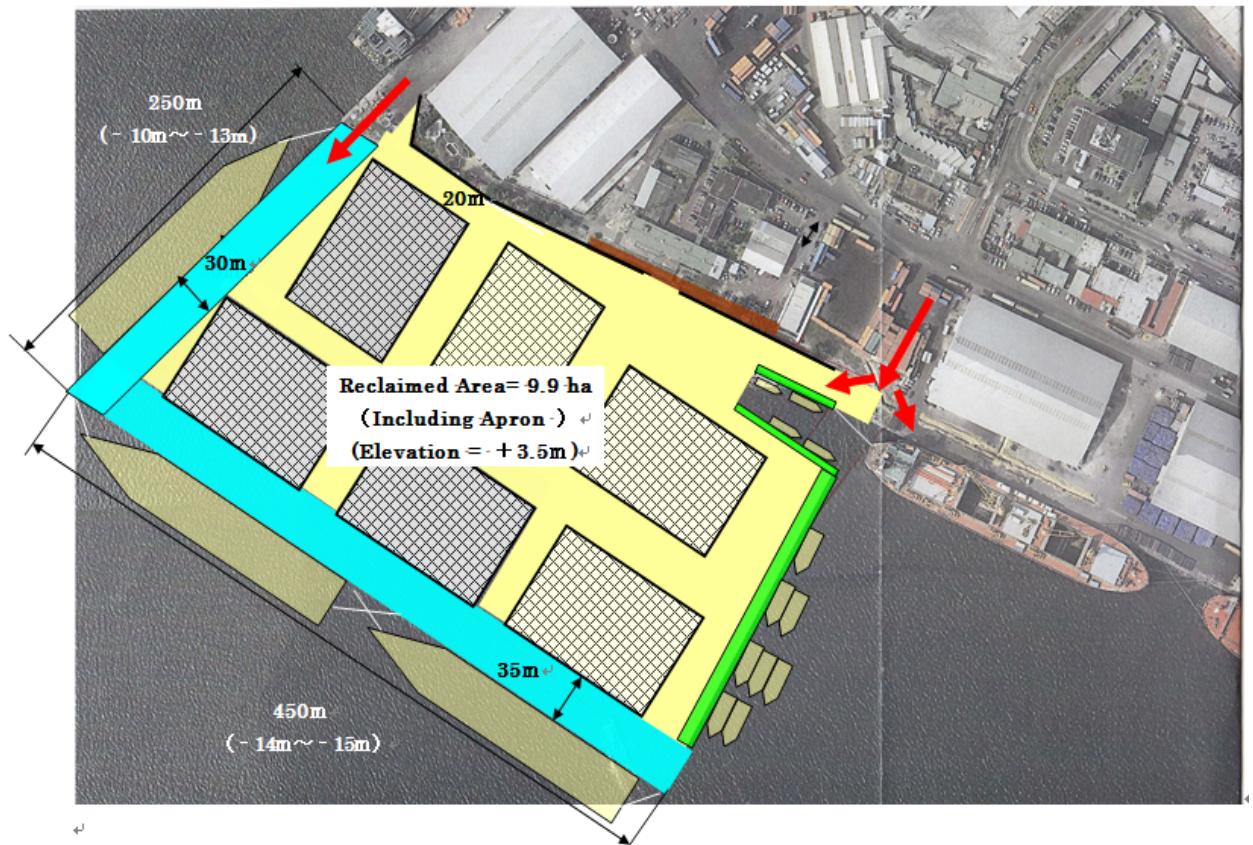 250m
(- 10m～- 13m)
20m
30m
Reclaimed Area= 9.9 ha
(Including Apron )
(Elevation = +3.5m)
35m
450m
(- 14m～- 15m)